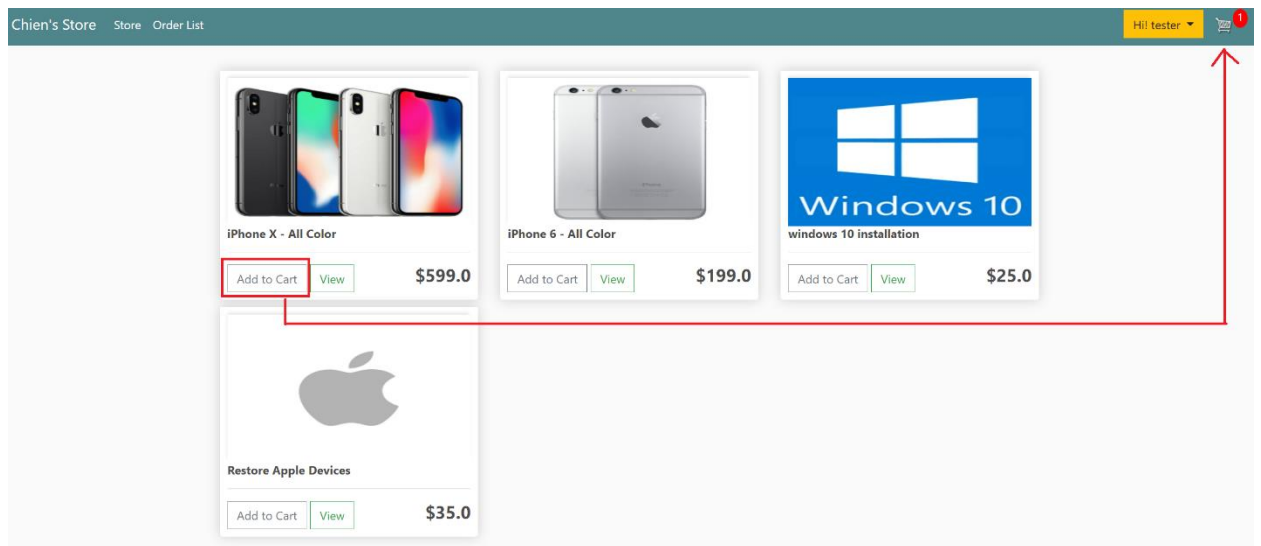 Chien's Store Store Order List Hi! tester 1
iPhone X - All Color
Add to Cart View $599.0
iPhone 6 - All Color
Add to Cart View $199.0
Windows 10
windows 10 installation
Add to Cart View $25.0
Restore Apple Devices
Add to Cart View $35.0